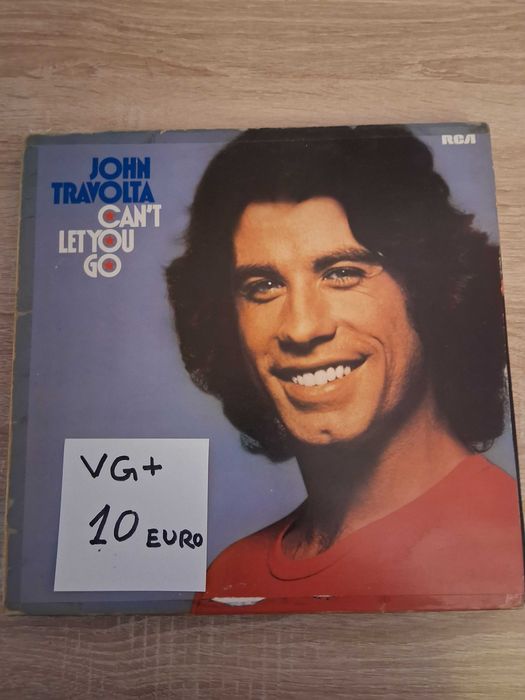 RCA
JOHN
TRAVOLTA
CAN'T
LET YOU
GO
VG+
10 EURO